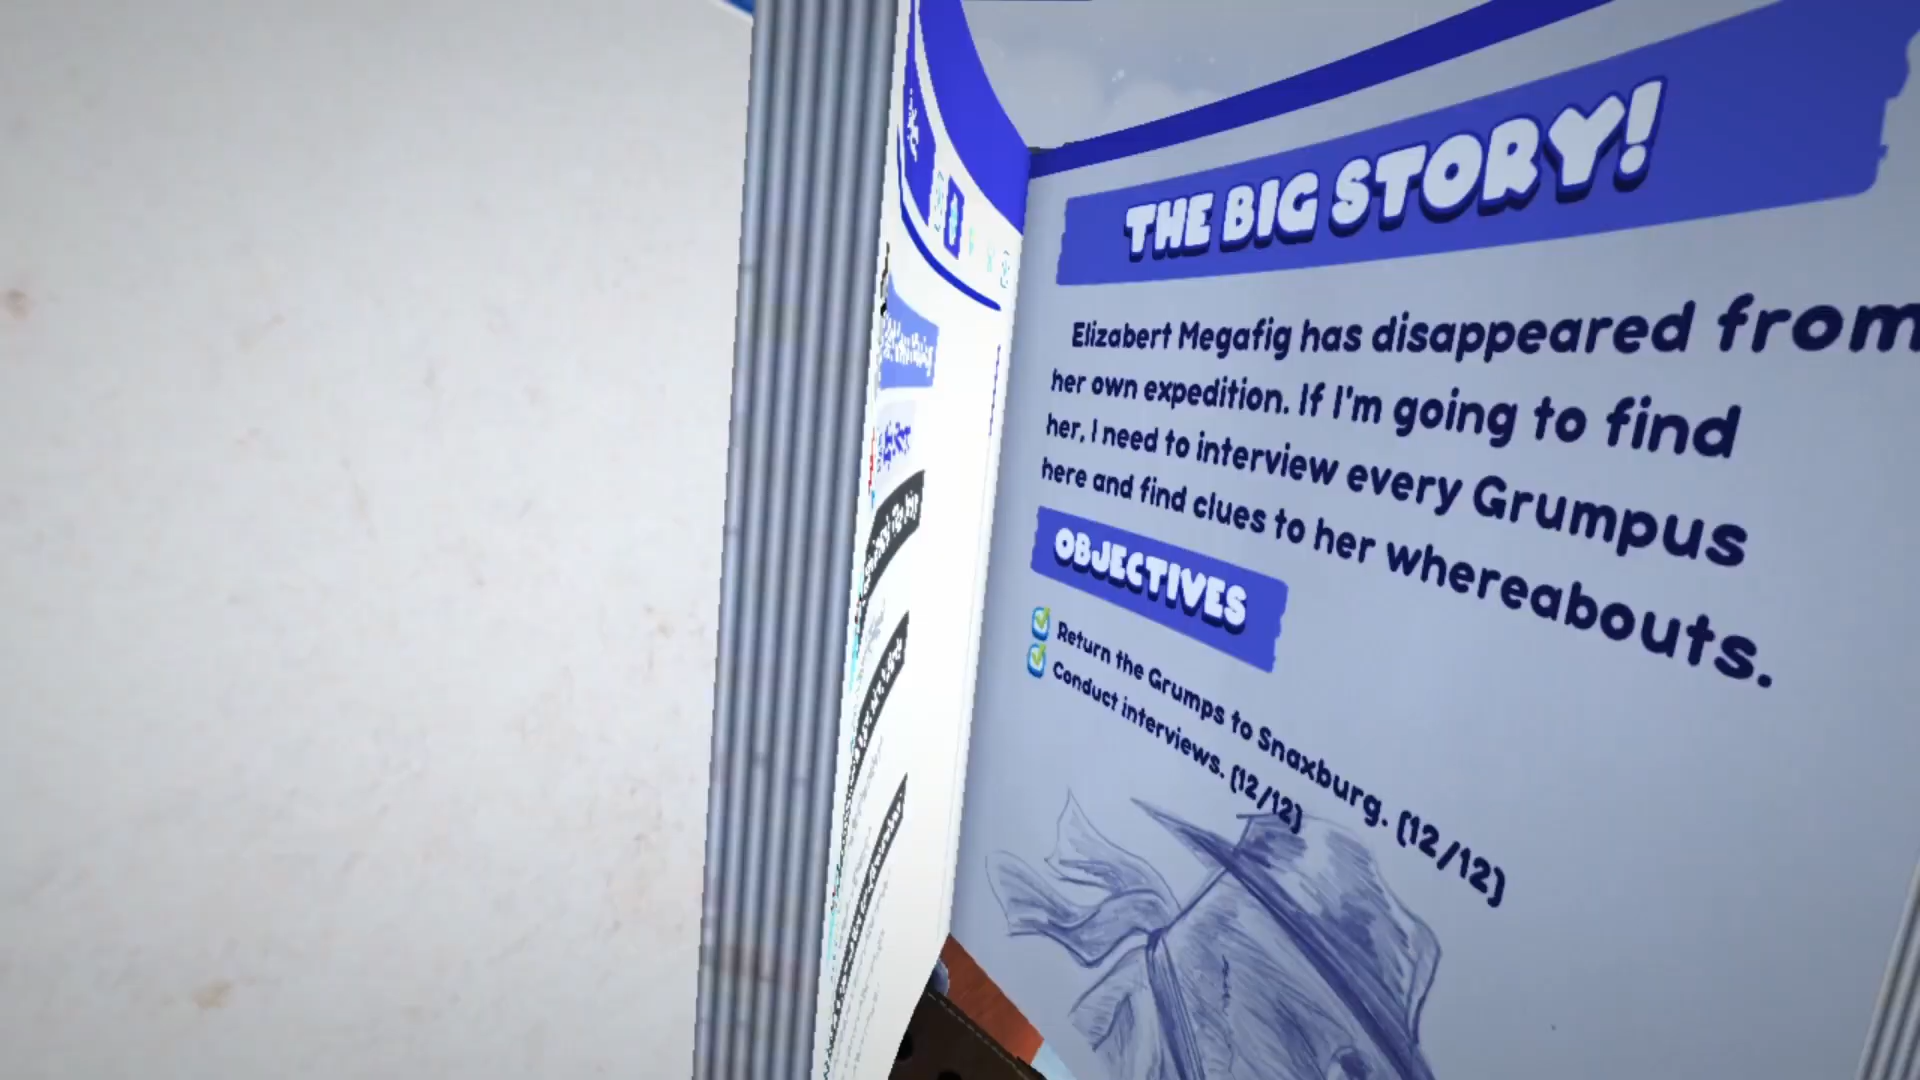 THE BIG STORY!
Elizabert Megafig has disappeared from
her own expedition. If I'm going to find
her, I need to interview every Grumpus
here and find clues to her whereabouts.
OBJECTIVES
Return the Grumps to Snaxburg. (12/12)
Conduct interviews. (12/12)